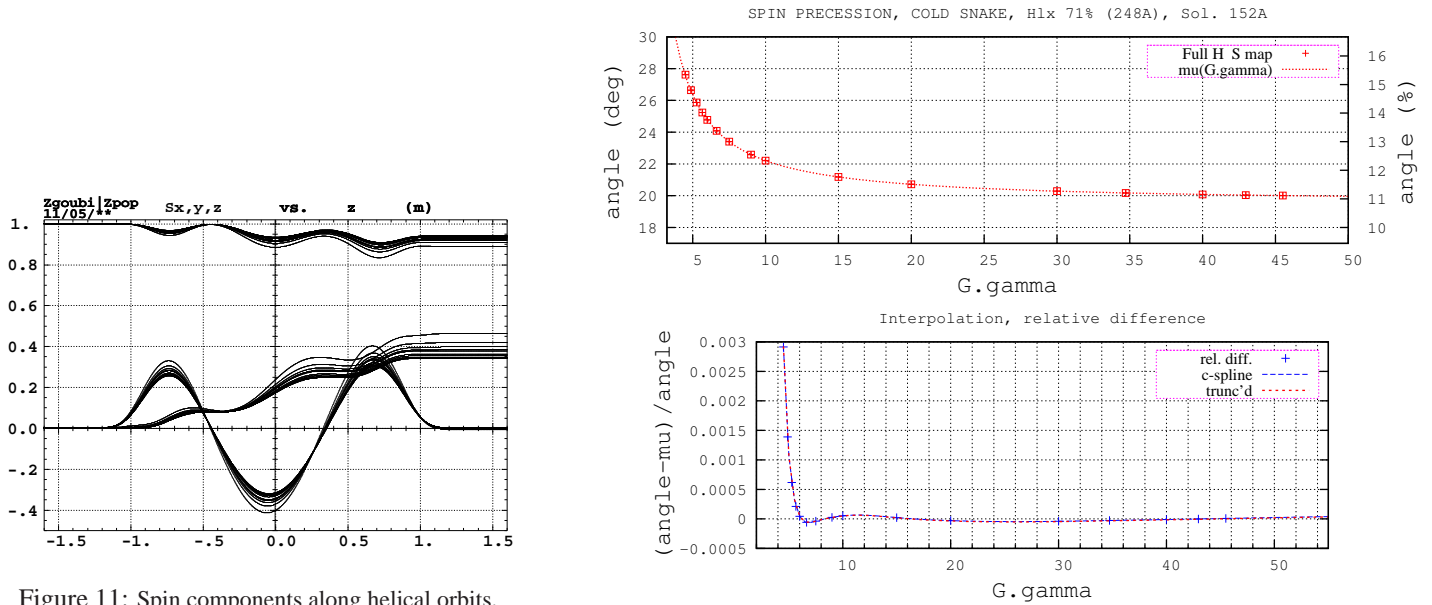 Zgoubi|Zpop
11/05/**
Sx,y,z vs. z (m)
1.
0.8
0.6
0.4
0.2
0.0
-.2
-.4
-1.5 -1. -.5 0.0 0.5 1. 1.5
Figure 11: Spin components along helical orbits.
SPIN PRECESSION, COLD SNAKE, Hlx 71% (248A), Sol. 152A
angle (deg)
30
28
26
24
22
20
18
Full H S map
mu(G.gamma)
16
15
14
13
12
11
10
angle (%)
5 10 15 20 25 30 35 40 45 50
G.gamma
Interpolation, relative difference
(angle-mu)/angle
0.003
0.0025
0.002
0.0015
0.001
0.0005
0
-0.0005
rel. diff.
c-spline
trunc'd
10 20 30 40 50
G.gamma